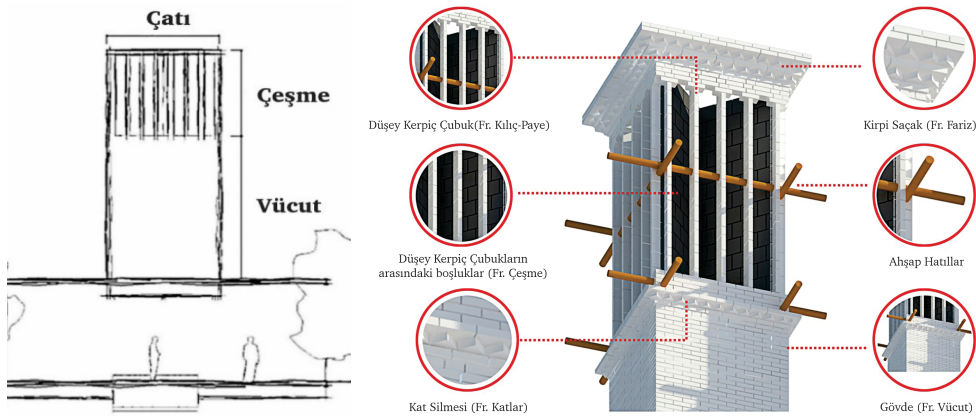 Çatı
Çeşme
Vücut
Düşey Kerpiç Çubuk(Fr. Kılıç-Paye)
Düşey Kerpiç Çubukların
arasındaki boşluklar (Fr. Çeşme)
Kat Silmesi (Fr. Katlar)
Kirpi Saçak (Fr. Fariz)
Ahşap Hatıllar
Gövde (Fr. Vücut)